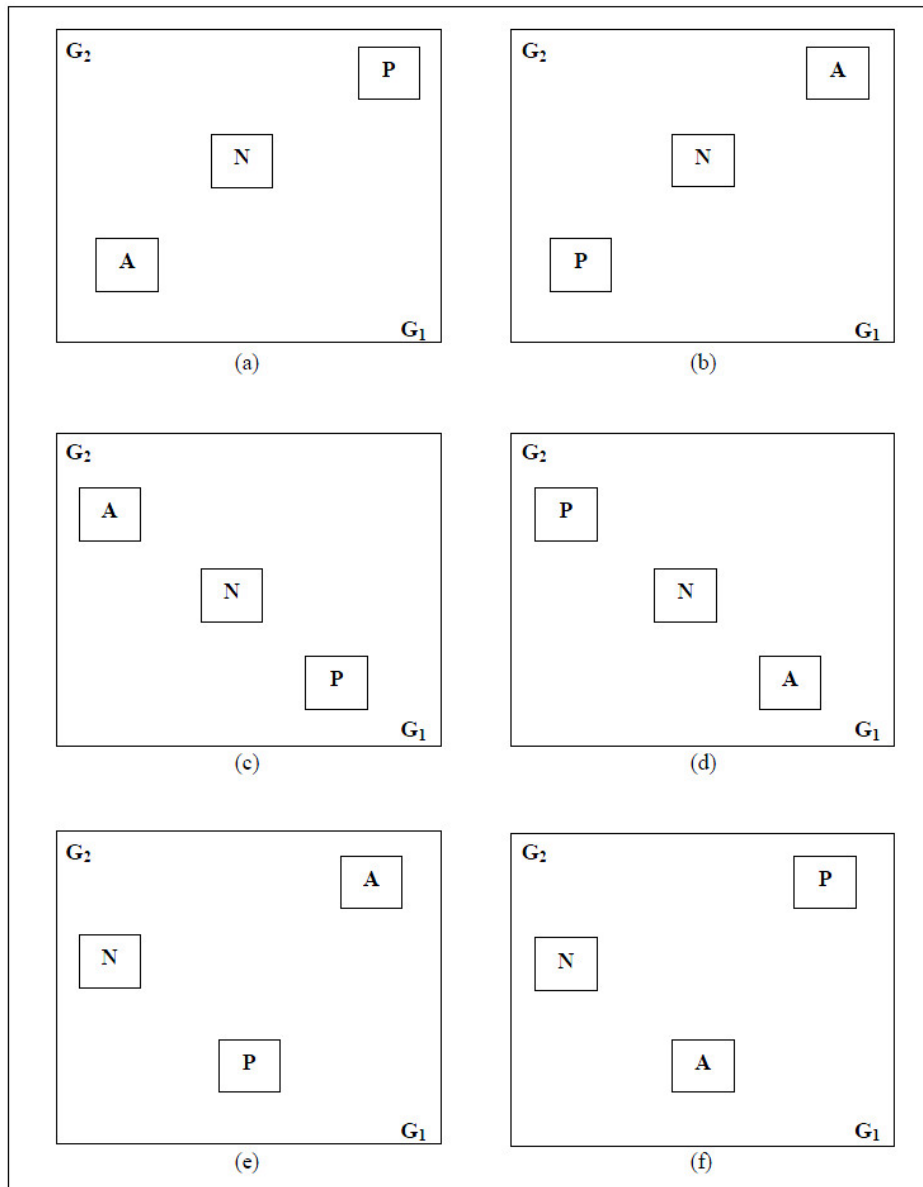 G₂ P G₂ A
N N
A P
G₁ G₁
(a) (b)
G₂ G₂
A P
N N
P A
G₁ G₁
(c) (d)
G₂ A G₂ P
N N
P A
G₁ G₁
(e) (f)